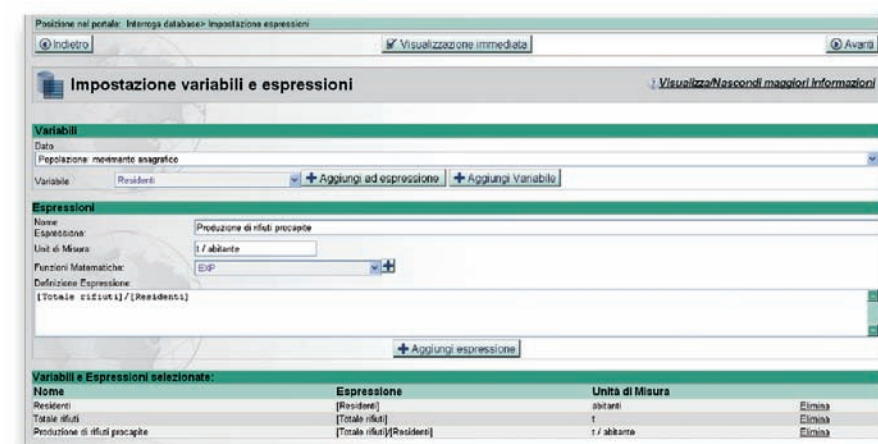 Posizione nel portale: Interroga database> Impostazione espressioni
Indietro Visualizzazione immediata Avanti
Impostazione variabili e espressioni Visualizza/Nascondi maggiori informazioni
Variabili
Dato
Popolazione: movimento anagrafico
Variabile Residenti Aggiungi ad espressione Aggiungi Variabile
Espressioni
Nome
Espressione: Produzione di rifiuti procapite
Unit di Misura: t / abitante
Funzioni Matematiche: EXP
Definizione Espressione:
[Totale rifiuti]/[Residenti]
Aggiungi espressione
Variabili e Espressioni selezionate:
Nome Espressione Unità di Misura
Residenti [Residenti] abitanti Elimina
Totale rifiuti [Totale rifiuti] t Elimina
Produzione di rifiuti procapite [Totale rifiuti]/[Residenti] t / abitante Elimina